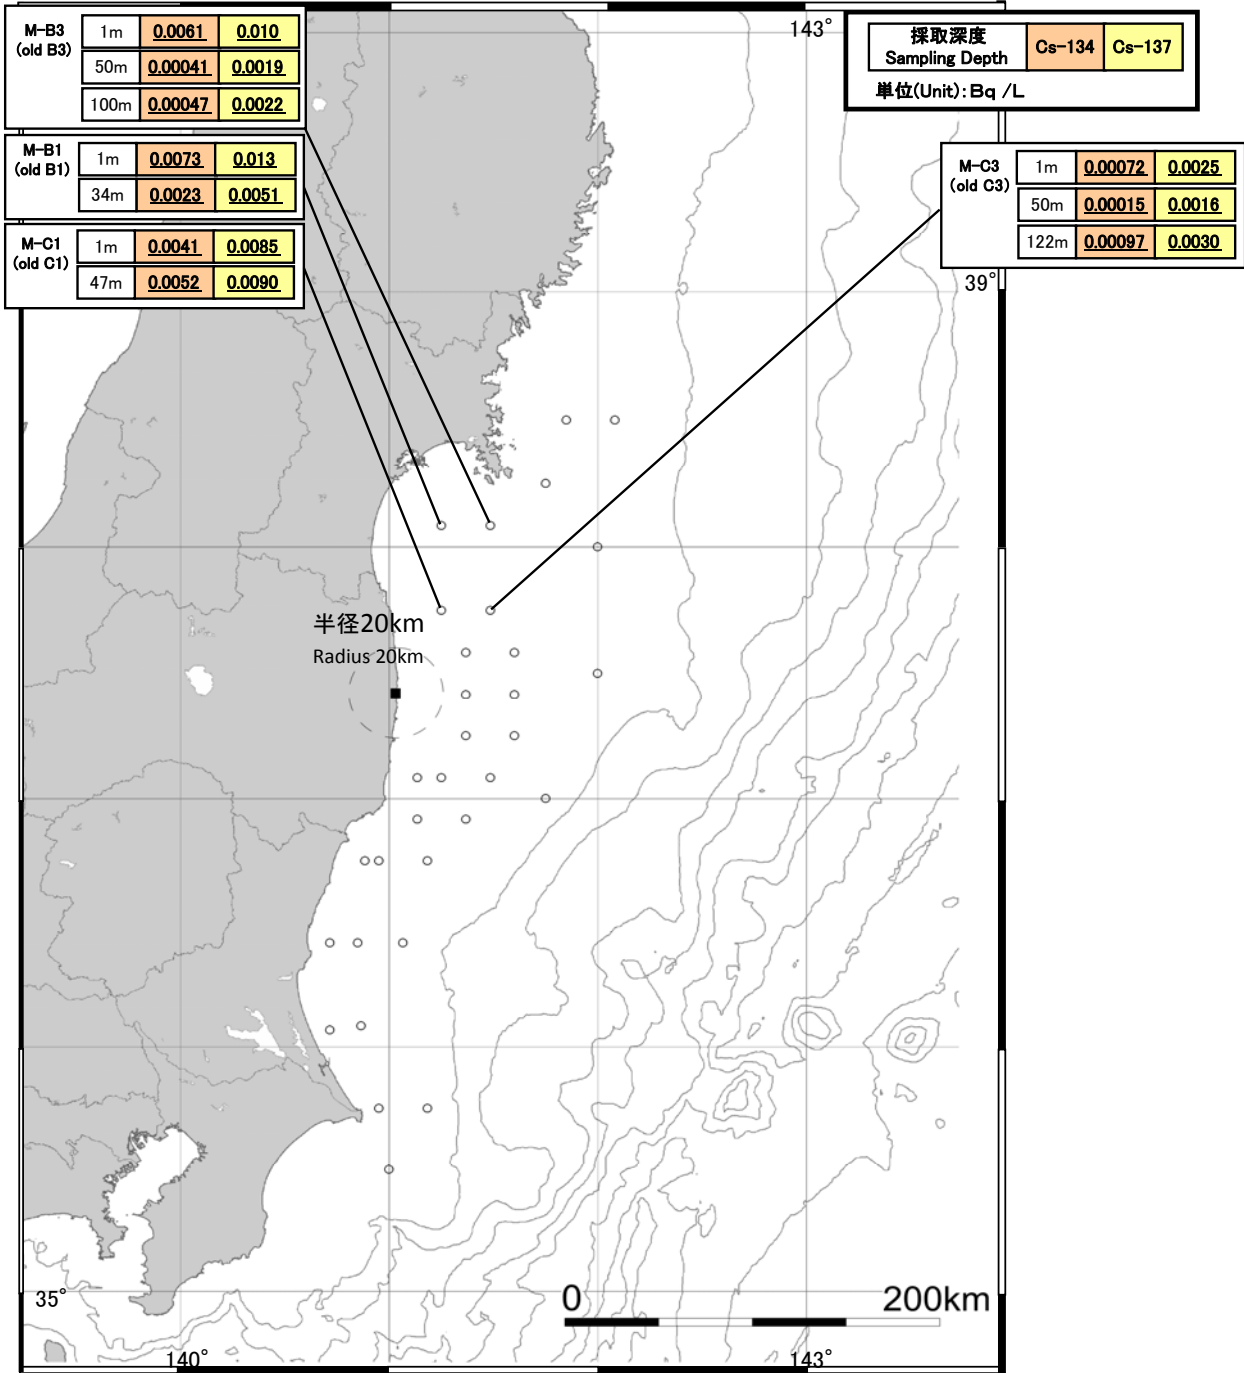 M-B3
(old B3)
1m 0.0061 0.010
50m 0.00041 0.0019
100m 0.00047 0.0022
M-B1
(old B1)
1m 0.0073 0.013
34m 0.0023 0.0051
M-C1
(old C1)
1m 0.0041 0.0085
47m 0.0052 0.0090
143°
採取深度
Sampling Depth
Cs-134 Cs-137
単位(Unit):Bq /L
M-C3
(old C3)
1m 0.00072 0.0025
50m 0.00015 0.0016
122m 0.00097 0.0030
39°
半径20km
Radius 20km
35°
0 200km
140° 143°